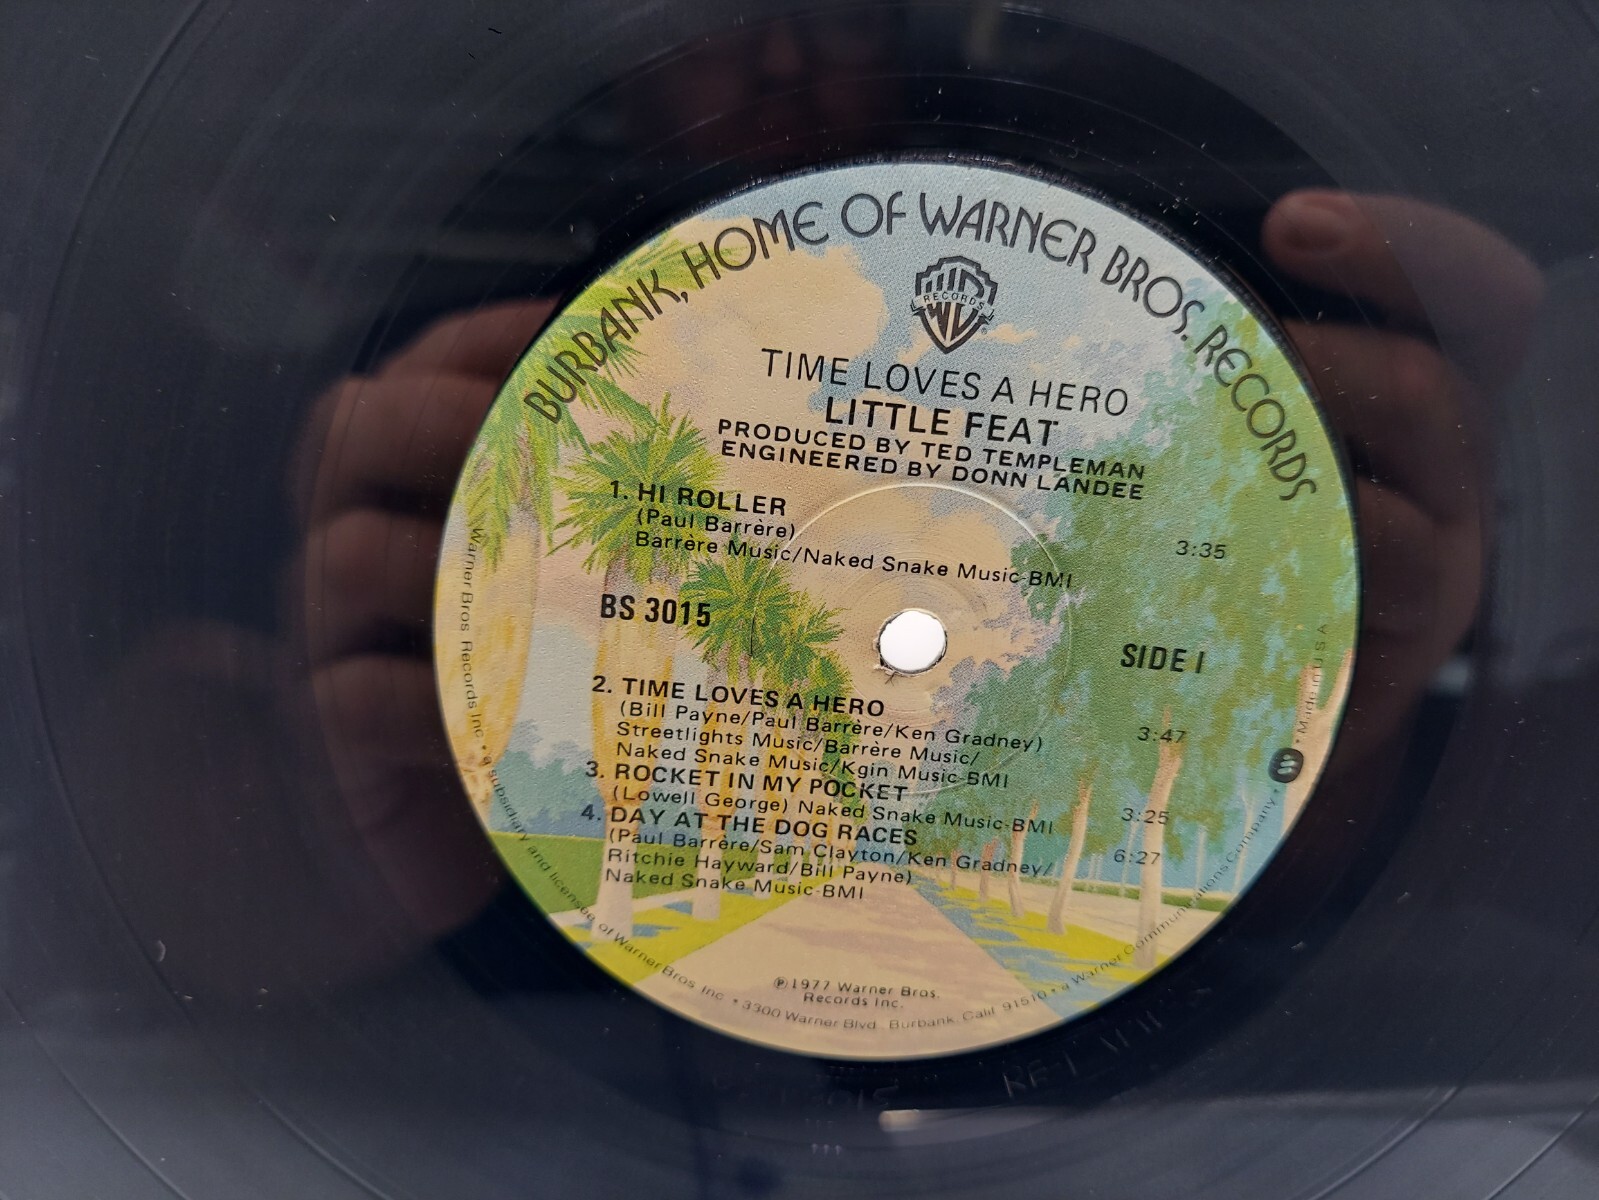 BURBANK, HOME OF WARNER BROS. RECORDS
RECORDS
TIME LOVES A HERO
LITTLE FEAT
PRODUCED BY TED TEMPLEMAN
ENGINEERED BY DONN LANDEE
1. HI ROLLER
(Paul Barrère)
3:35
Barrère Music/Naked Snake Music-BMI
BS 3015
SIDE 1
2. TIME LOVES A HERO
(Bill Payne/Paul Barrère/Ken Gradney) 3:47
Streetlights Music/Barrère Music/
Naked Snake Music/Kgin Music-BMI
3. ROCKET IN MY POCKET
(Lowell George) Naked Snake Music-BMI 3:25
4. DAY AT THE DOG RACES 6:27
(Paul Barrère/Sam Clayton/Ken Gradney/
Ritchie Hayward/Bill Payne)
Naked Snake Music-BMI
℗1977 Warner Bros.
Records Inc.
Warner Bros Records Inc. • a subsidiary and licensee of Warner Bros Inc. • 3300 Warner Blvd., Burbank, Calif. 91510 • a Warner Communications Company • Made in U S A